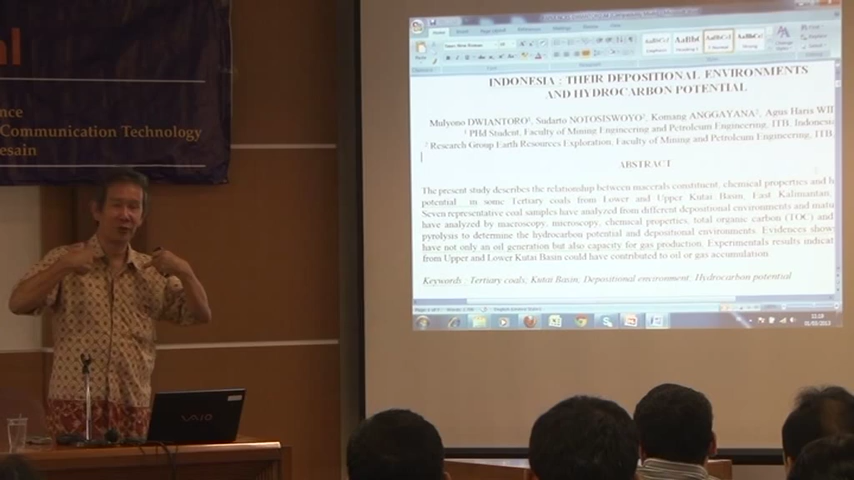 nce
Communication Technology
esain
INDONESIA : THEIR DEPOSITIONAL ENVIRONMENTS
AND HYDROCARBON POTENTIAL
Mulyono DWIANTORO¹, Sudarto NOTOSISWOYO², Komang ANGGAYANA², Agus Haris WID
¹ PHd Student, Faculty of Mining Engineering and Petroleum Engineering, ITB, Indonesia
² Research Group Earth Resources Exploration, Faculty of Mining and Petroleum Engineering, ITB,
ABSTRACT
The present study describes the relationship between macerals constituent, chemical properties and h
potential in some Tertiary coals from Lower and Upper Kutai Basin, East Kalimantan,
Seven representative coal samples have analyzed from different depositional environments and matu
have analyzed by macroscopy, microscopy, chemical properties, total organic carbon (TOC) and
pyrolysis to determine the hydrocarbon potential and depositional environments. Evidences show
have not only an oil generation but also capacity for gas production. Experimentals results indicat
from Upper and Lower Kutai Basin could have contributed to oil or gas accumulation
Keywords : Tertiary coals, Kutai Basin, Depositional environment, Hydrocarbon potential
VAIO